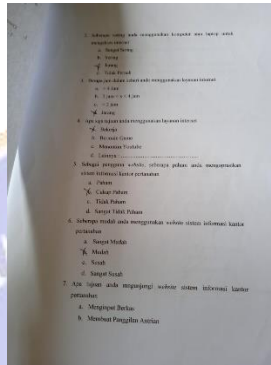 2. Seberapa sering anda menggunakan komputer atau laptop untuk
mengakses internet
a. Sangat Sering
b. Sering
c. Jarang
d. Tidak Pernah
3. Berapa jam dalam sehari anda menggunakan layanan internet
a. > 4 jam
b. 2 jam - < 4 jam
c. < 2 jam
d. Jarang
4. Apa saja tujuan anda menggunakan layanan internet
a. Bekerja
b. Bermain Game
c. Menonton Youtube
d. Lainnya
5. Sebagai pengguna website, seberapa paham anda mengoperasikan
sistem informasi kantor pertanahan
a. Paham
b. Cukup Paham
c. Tidak Paham
d. Sangat Tidak Paham
6. Seberapa mudah anda menggunakan website sistem informasi kantor
pertanahan
a. Sangat Mudah
b. Mudah
c. Susah
d. Sangat Susah
7. Apa tujuan anda mengunjungi website sistem informasi kantor
pertanahan
a. Menginput Berkas
b. Membuat Panggilan Antrian